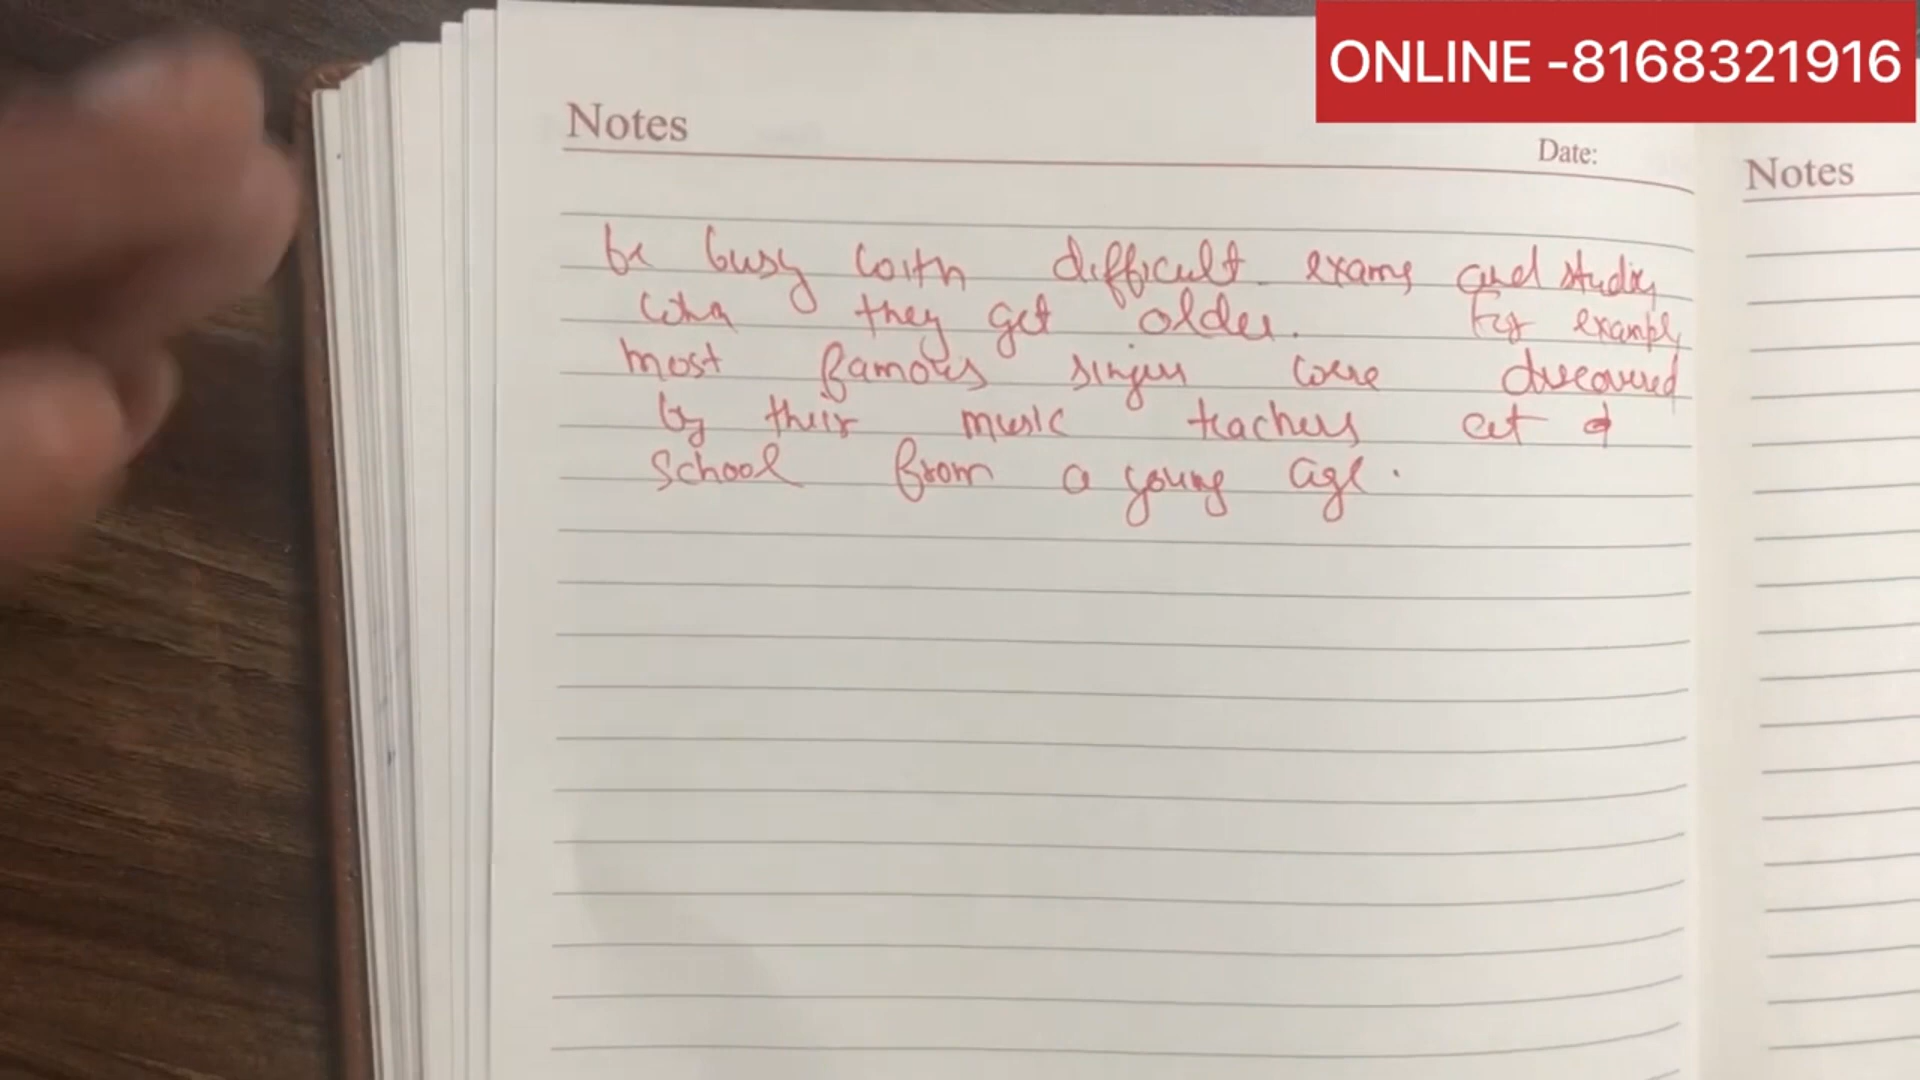 ONLINE -8168321916
Notes
Date:
Notes
be busy with difficult exams and studies
when they get older. For example
most famous singers were discovered
by their music teachers at
school from a young age.